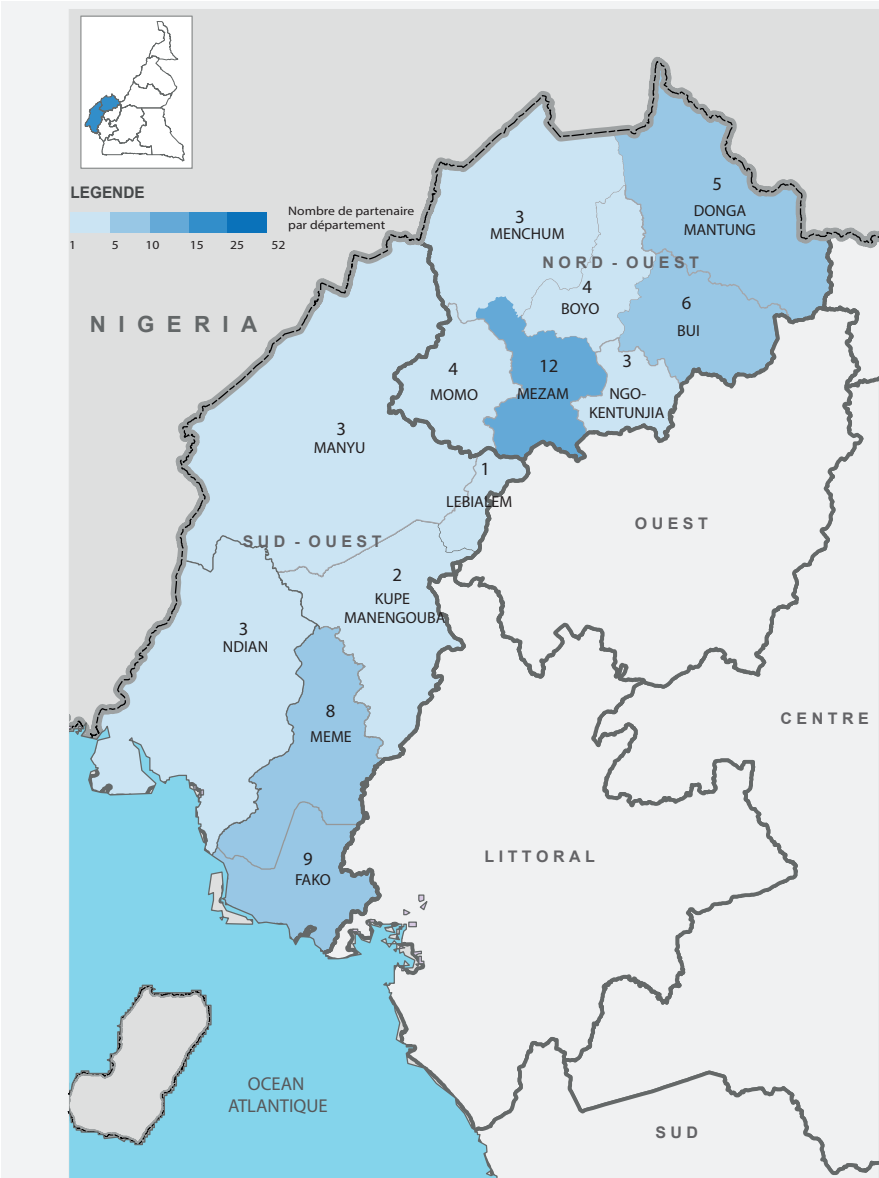 LEGENDE
Nombre de partenaire
par département
1 5 10 15 25 52
NIGERIA
5
DONGA
MANTUNG
3
MENCHUM
NORD - OUEST
4
BOYO
6
BUI
12
MEZAM
4
MOMO
3
NGO-
KENTUNJIA
3
MANYU
1
LEBIALEM
OUEST
SUD - OUEST
2
KUPE
MANENGOUBA
3
NDIAN
8
MEME
CENTRE
LITTORAL
9
FAKO
OCEAN
ATLANTIQUE
SUD